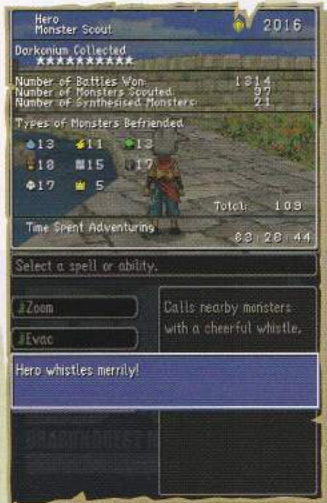 Hero
Monster Scout
2016
Darkonium Collected
★★★★★★★★★★
Number of Battles Won: 1314
Number of Monsters Scouted: 97
Number of Synthesised Monsters: 21
Types of Monsters Befriended
13 11 13
18 15 17
17 5
Total: 109
Time Spent Adventuring
83:28:44
Select a spell or ability.
Zoom
Evac
Calls nearby monsters
with a cheerful whistle.
Hero whistles merrily!